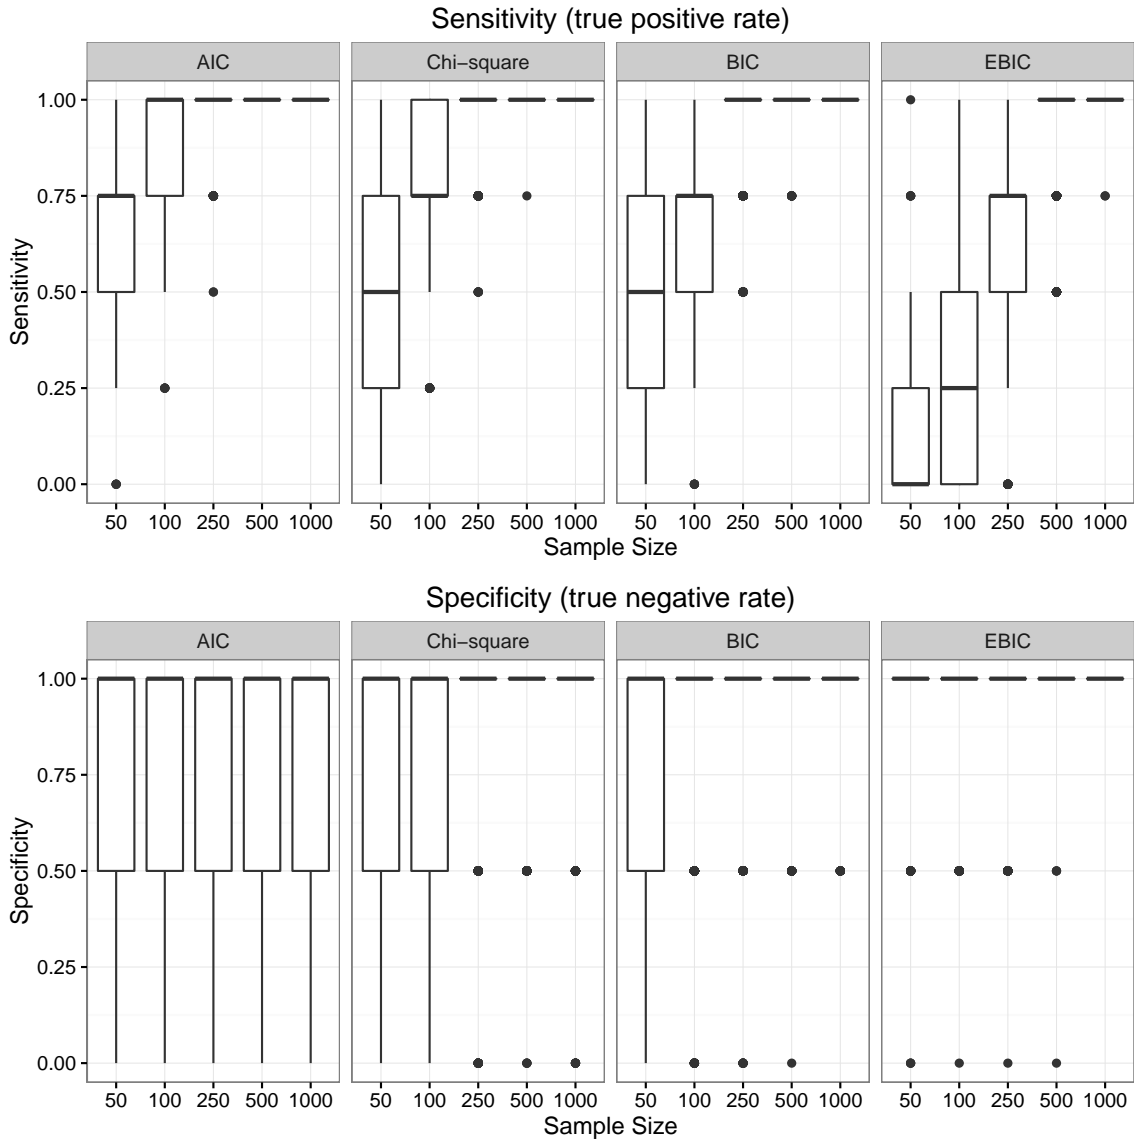 Sensitivity (true positive rate)
AIC
Chi−square
BIC
EBIC
1.00
0.75
0.50
0.25
0.00
Sensitivity
50 100 250 500 1000
50 100 250 500 1000
50 100 250 500 1000
50 100 250 500 1000
Sample Size
Specificity (true negative rate)
AIC
Chi−square
BIC
EBIC
1.00
0.75
0.50
0.25
0.00
Specificity
50 100 250 500 1000
50 100 250 500 1000
50 100 250 500 1000
50 100 250 500 1000
Sample Size